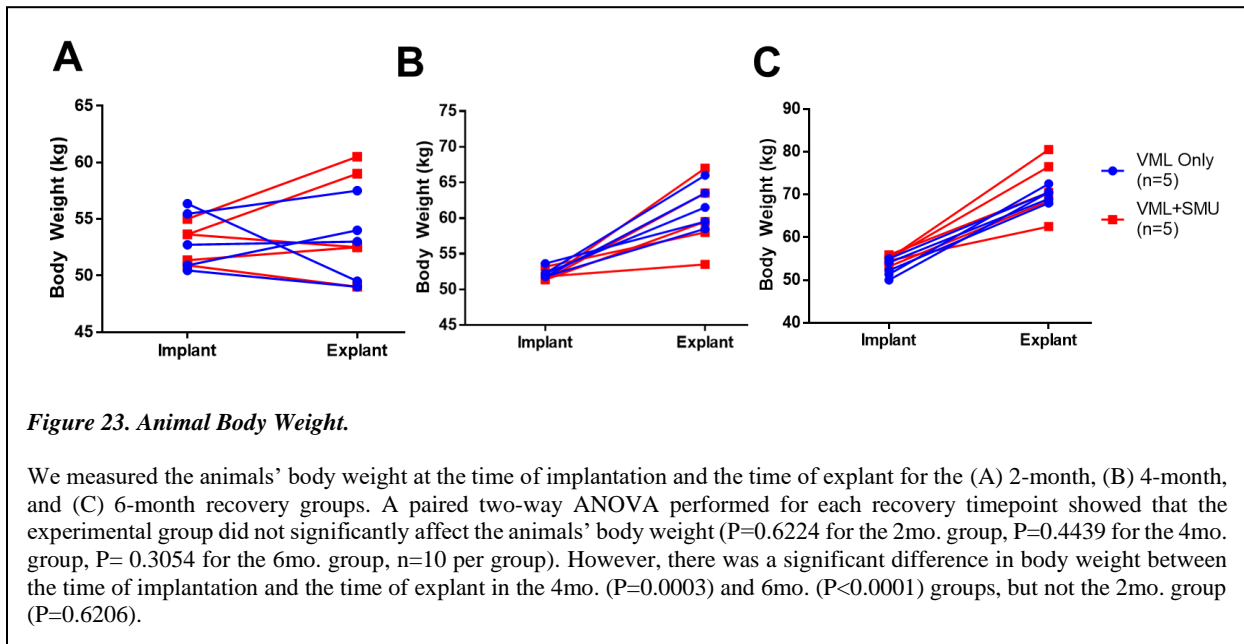 A
B
C
65
60
55
50
45
Body Weight (kg)
Implant
Explant
75
70
65
60
55
50
45
Body Weight (kg)
Implant
Explant
90
80
70
60
50
40
Body Weight (kg)
Implant
Explant
VML Only
(n=5)
VML+SMU
(n=5)
Figure 23. Animal Body Weight.
We measured the animals’ body weight at the time of implantation and the time of explant for the (A) 2-month, (B) 4-month,
and (C) 6-month recovery groups. A paired two-way ANOVA performed for each recovery timepoint showed that the
experimental group did not significantly affect the animals’ body weight (P=0.6224 for the 2mo. group, P=0.4439 for the 4mo.
group, P= 0.3054 for the 6mo. group, n=10 per group). However, there was a significant difference in body weight between
the time of implantation and the time of explant in the 4mo. (P=0.0003) and 6mo. (P<0.0001) groups, but not the 2mo. group
(P=0.6206).